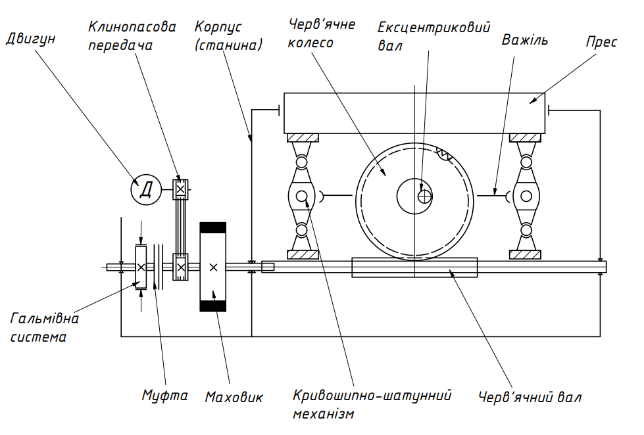 Двигун
Клинопасова
передача
Корпус
(станина)
Черв'ячне
колесо
Ексцентриковий
вал
Важіль
Прес
Д
Гальмівна
система
Муфта
Маховик
Кривошипно-шатунний
механізм
Черв'ячний вал